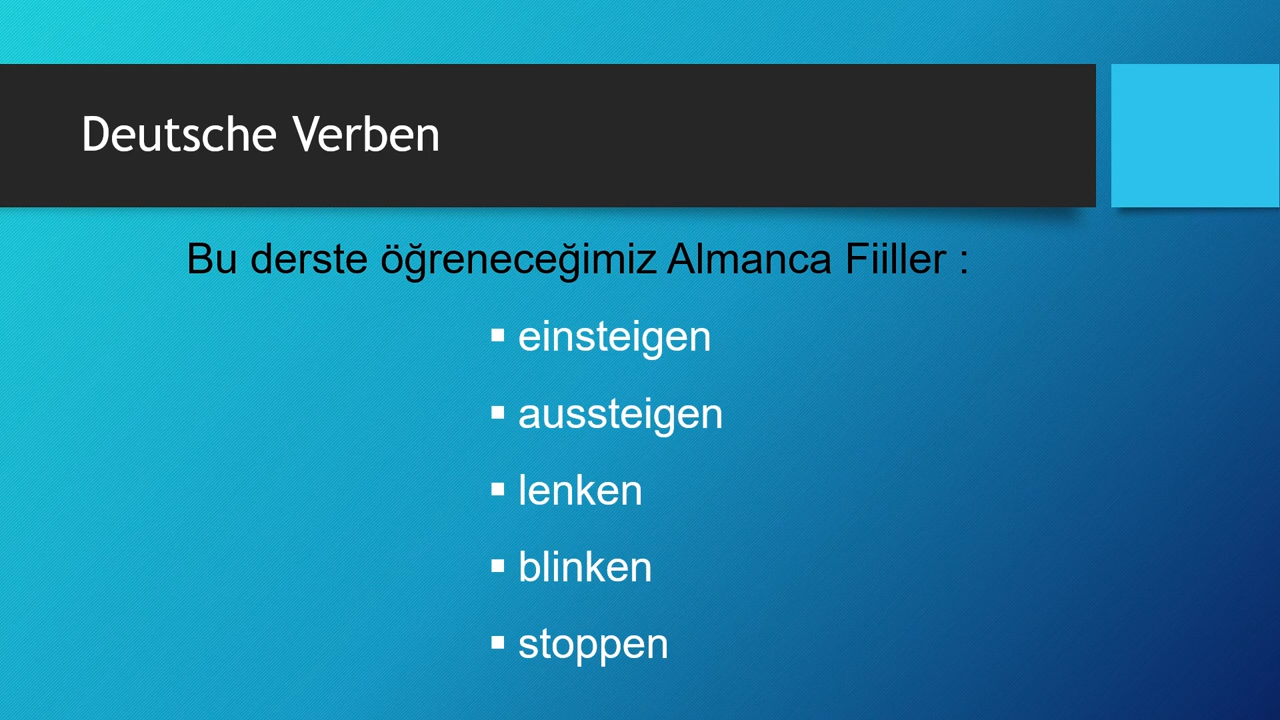 Deutsche Verben
Bu derste öğreneceğimiz Almanca Fiiller :
▪ einsteigen
▪ aussteigen
▪ lenken
▪ blinken
▪ stoppen